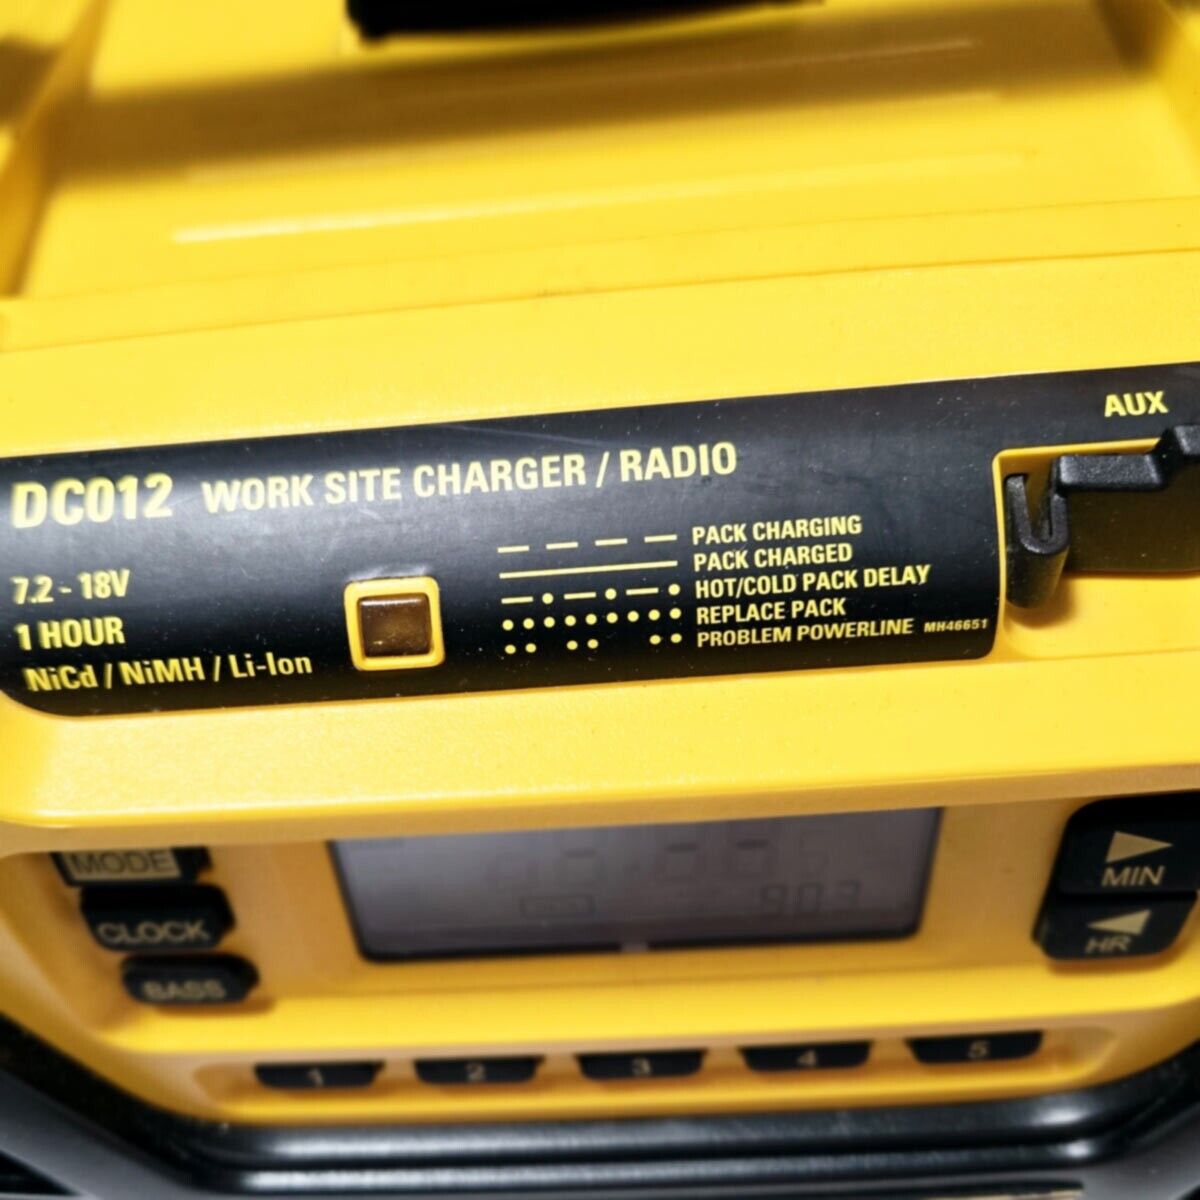 AUX
DC012 WORK SITE CHARGER / RADIO
7.2 - 18V
1 HOUR
NiCd / NiMH / Li-Ion
PACK CHARGING
PACK CHARGED
HOT/COLD PACK DELAY
REPLACE PACK
PROBLEM POWERLINE MH46651
MODE
CLOCK
BASS
90.3
MIN
HR
1 2 3 4 5